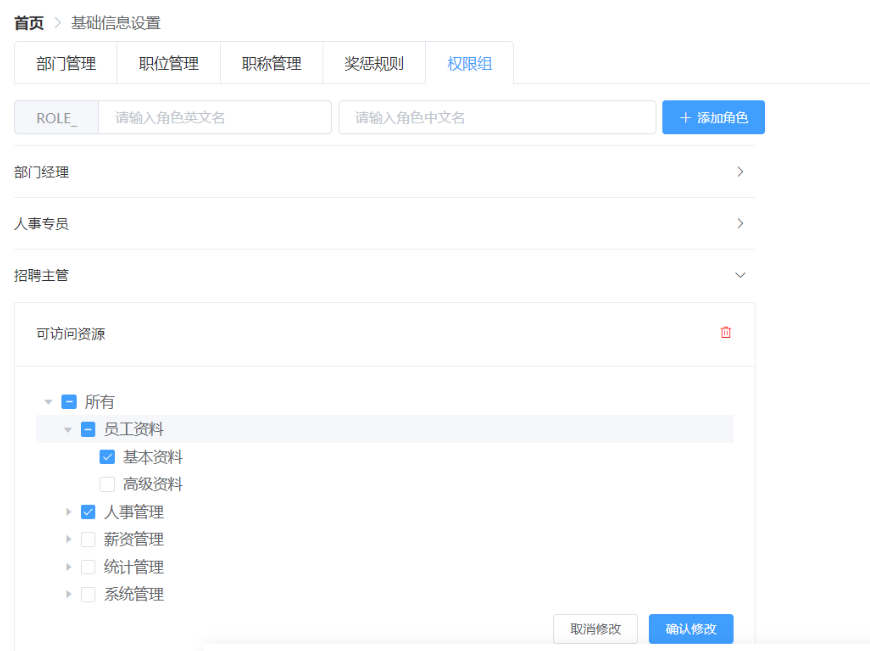 首页 > 基础信息设置
部门管理 职位管理 职称管理 奖惩规则 权限组
ROLE_ 请输入角色英文名 请输入角色中文名 + 添加角色
部门经理
人事专员
招聘主管
可访问资源
所有
员工资料
基本资料
高级资料
人事管理
薪资管理
统计管理
系统管理
取消修改 确认修改